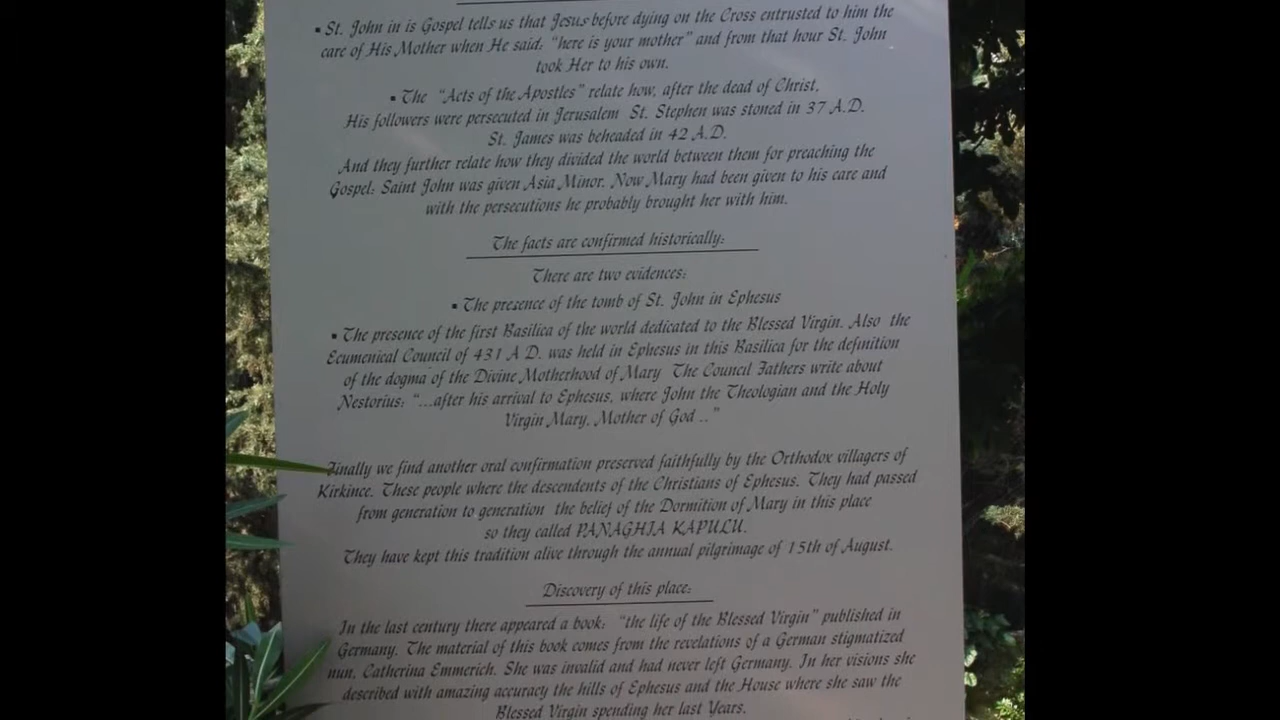 ▪ St. John in is Gospel tells us that Jesus before dying on the Cross entrusted to him the
care of His Mother when He said: "here is your mother" and from that hour St. John
took Her to his own.
▪ The "Acts of the Apostles" relate how, after the dead of Christ,
His followers were persecuted in Jerusalem St. Stephen was stoned in 37 A.D.
St. James was beheaded in 42 A.D.
And they further relate how they divided the world between them for preaching the
Gospel: Saint John was given Asia Minor. Now Mary had been given to his care and
with the persecutions he probably brought her with him.
The facts are confirmed historically:
There are two evidences:
▪ The presence of the tomb of St. John in Ephesus
▪ The presence of the first Basilica of the world dedicated to the Blessed Virgin. Also the
Ecumenical Council of 431 A D. was held in Ephesus in this Basilica for the definition
of the dogma of the Divine Motherhood of Mary The Council Fathers write about
Nestorius: "...after his arrival to Ephesus, where John the Theologian and the Holy
Virgin Mary, Mother of God .."
Finally we find another oral confirmation preserved faithfully by the Orthodox villagers of
Kirkince. These people where the descendents of the Christians of Ephesus. They had passed
from generation to generation the belief of the Dormition of Mary in this place
so they called PANAGHIA KAPULU.
They have kept this tradition alive through the annual pilgrimage of 15th of August.
Discovery of this place:
In the last century there appeared a book: "the life of the Blessed Virgin" published in
Germany. The material of this book comes from the revelations of a German stigmatized
nun, Catherina Emmerich. She was invalid and had never left Germany. In her visions she
described with amazing accuracy the hills of Ephesus and the House where she saw the
Blessed Virgin spending her last Years.